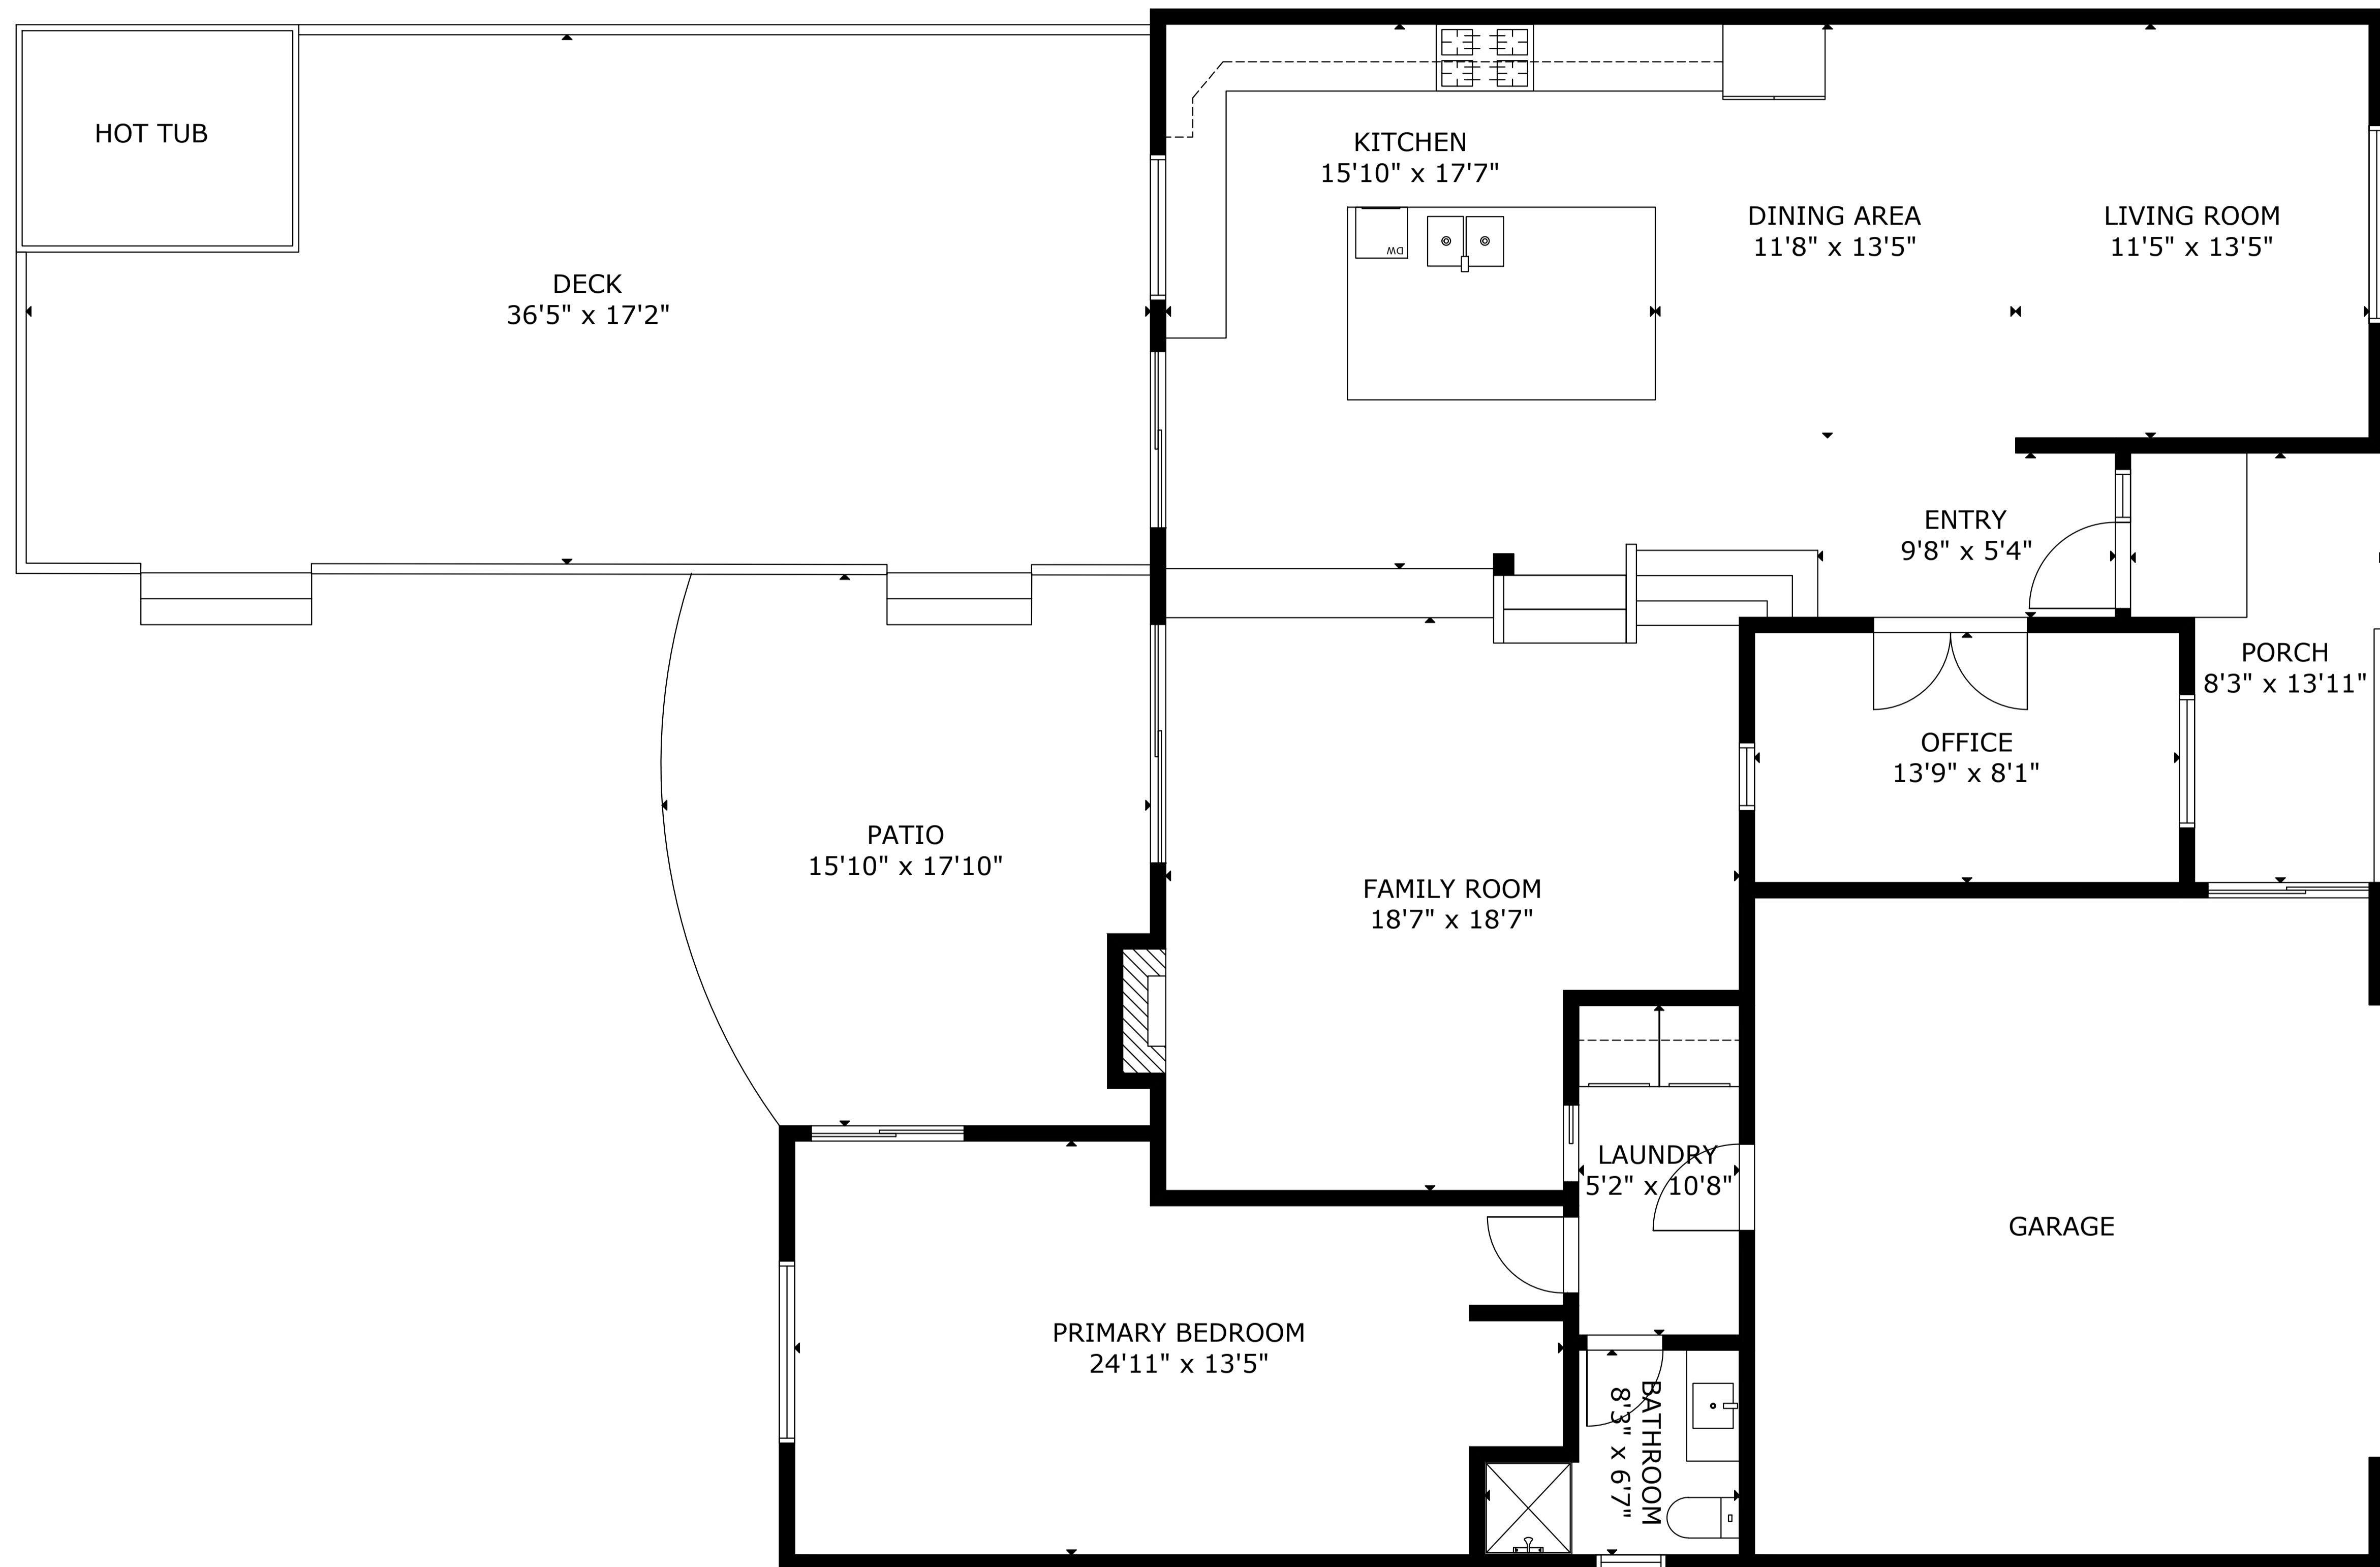 HOT TUB
KITCHEN
15'10" x 17'7"
DINING AREA
11'8" x 13'5"
LIVING ROOM
11'5" x 13'5"
DW
DECK
36'5" x 17'2"
ENTRY
9'8" x 5'4"
PORCH
8'3" x 13'11"
OFFICE
13'9" x 8'1"
PATIO
15'10" x 17'10"
FAMILY ROOM
18'7" x 18'7"
LAUNDRY
5'2" x 10'8"
GARAGE
PRIMARY BEDROOM
24'11" x 13'5"
BATHROOM
8'3" x 6'7"